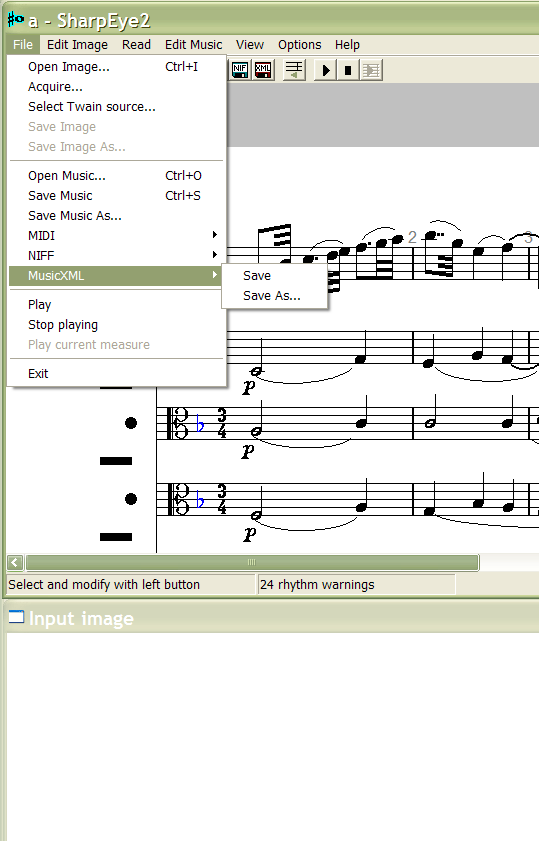 a - SharpEye2
File Edit Image Read Edit Music View Options Help
NIF XML
Open Image... Ctrl+I
Acquire...
Select Twain source...
Save Image
Save Image As...
Open Music... Ctrl+O
Save Music Ctrl+S
Save Music As...
MIDI
NIFF
MusicXML
Save
Save As...
Play
Stop playing
Play current measure
Exit
2 3
p
3
4
p
3
4
p
Select and modify with left button 24 rhythm warnings
Input image